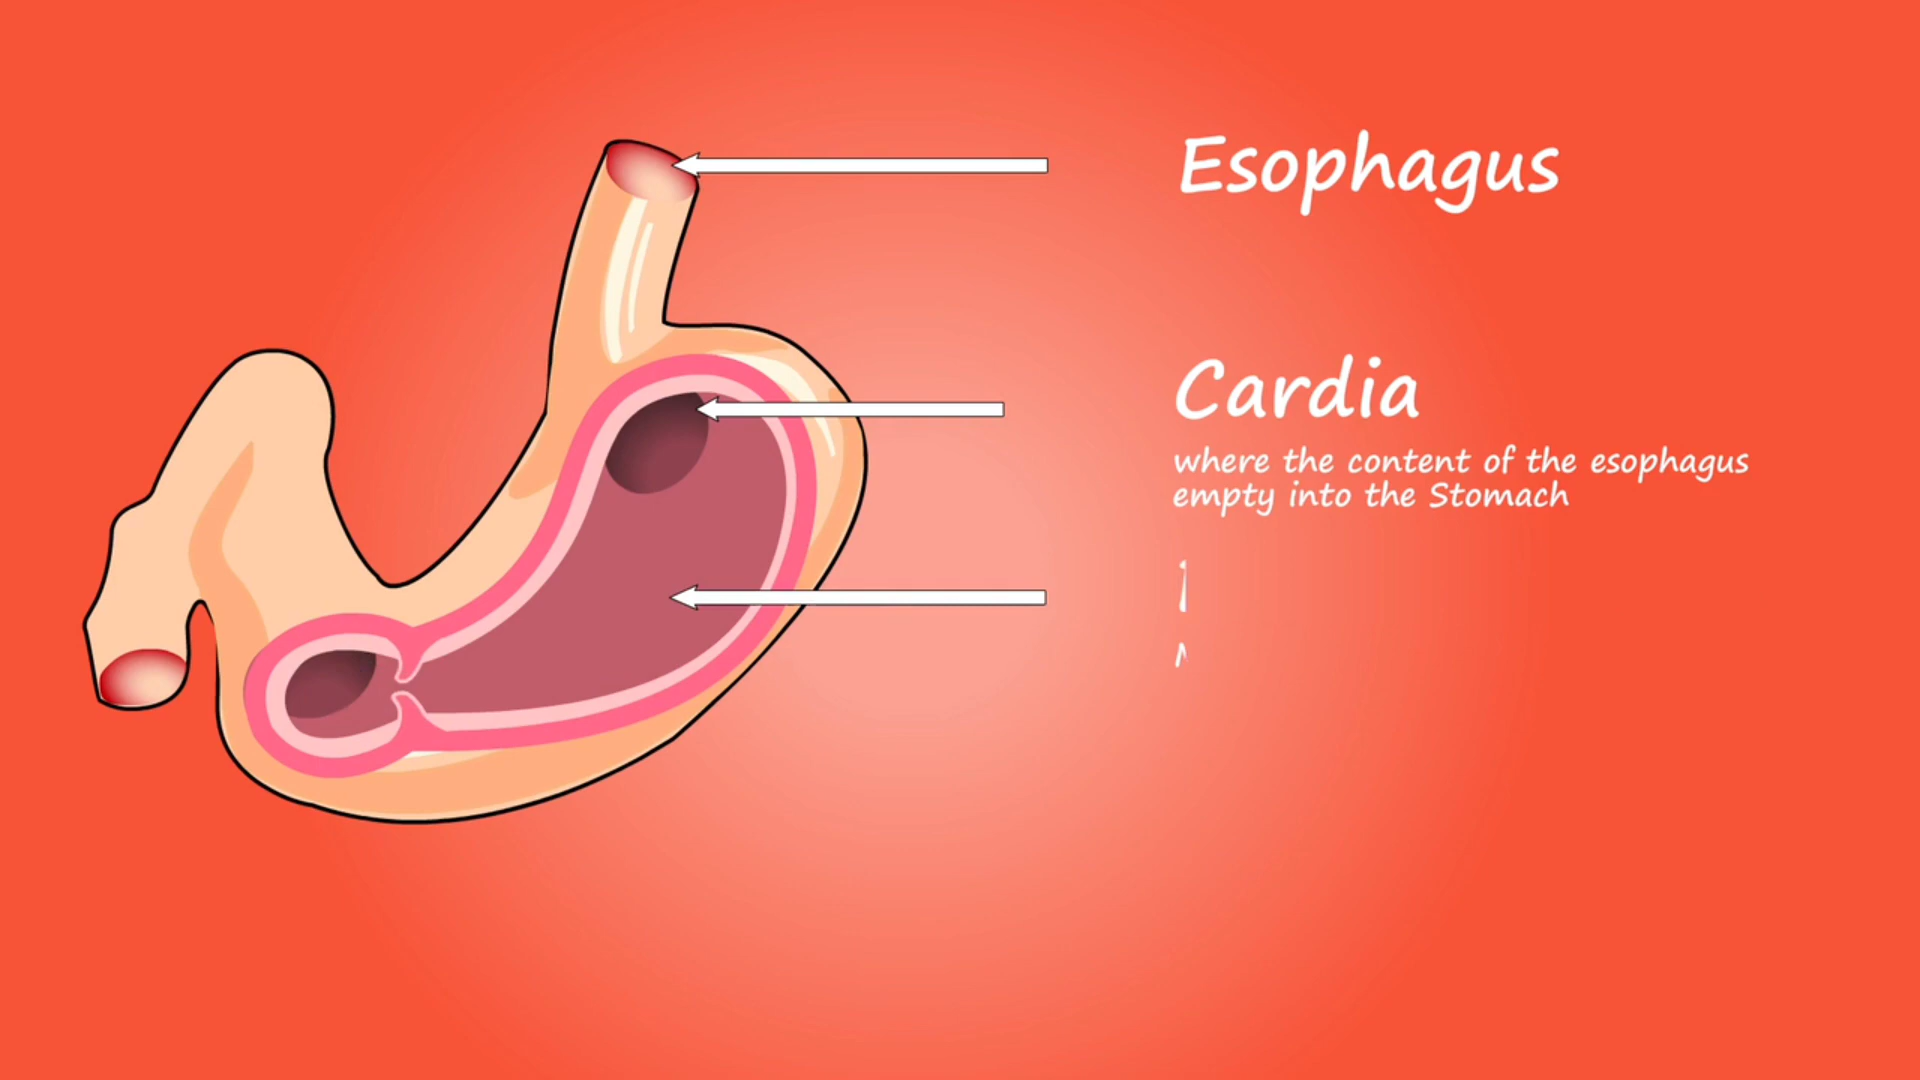 Esophagus
Cardia
where the content of the esophagus
empty into the Stomach